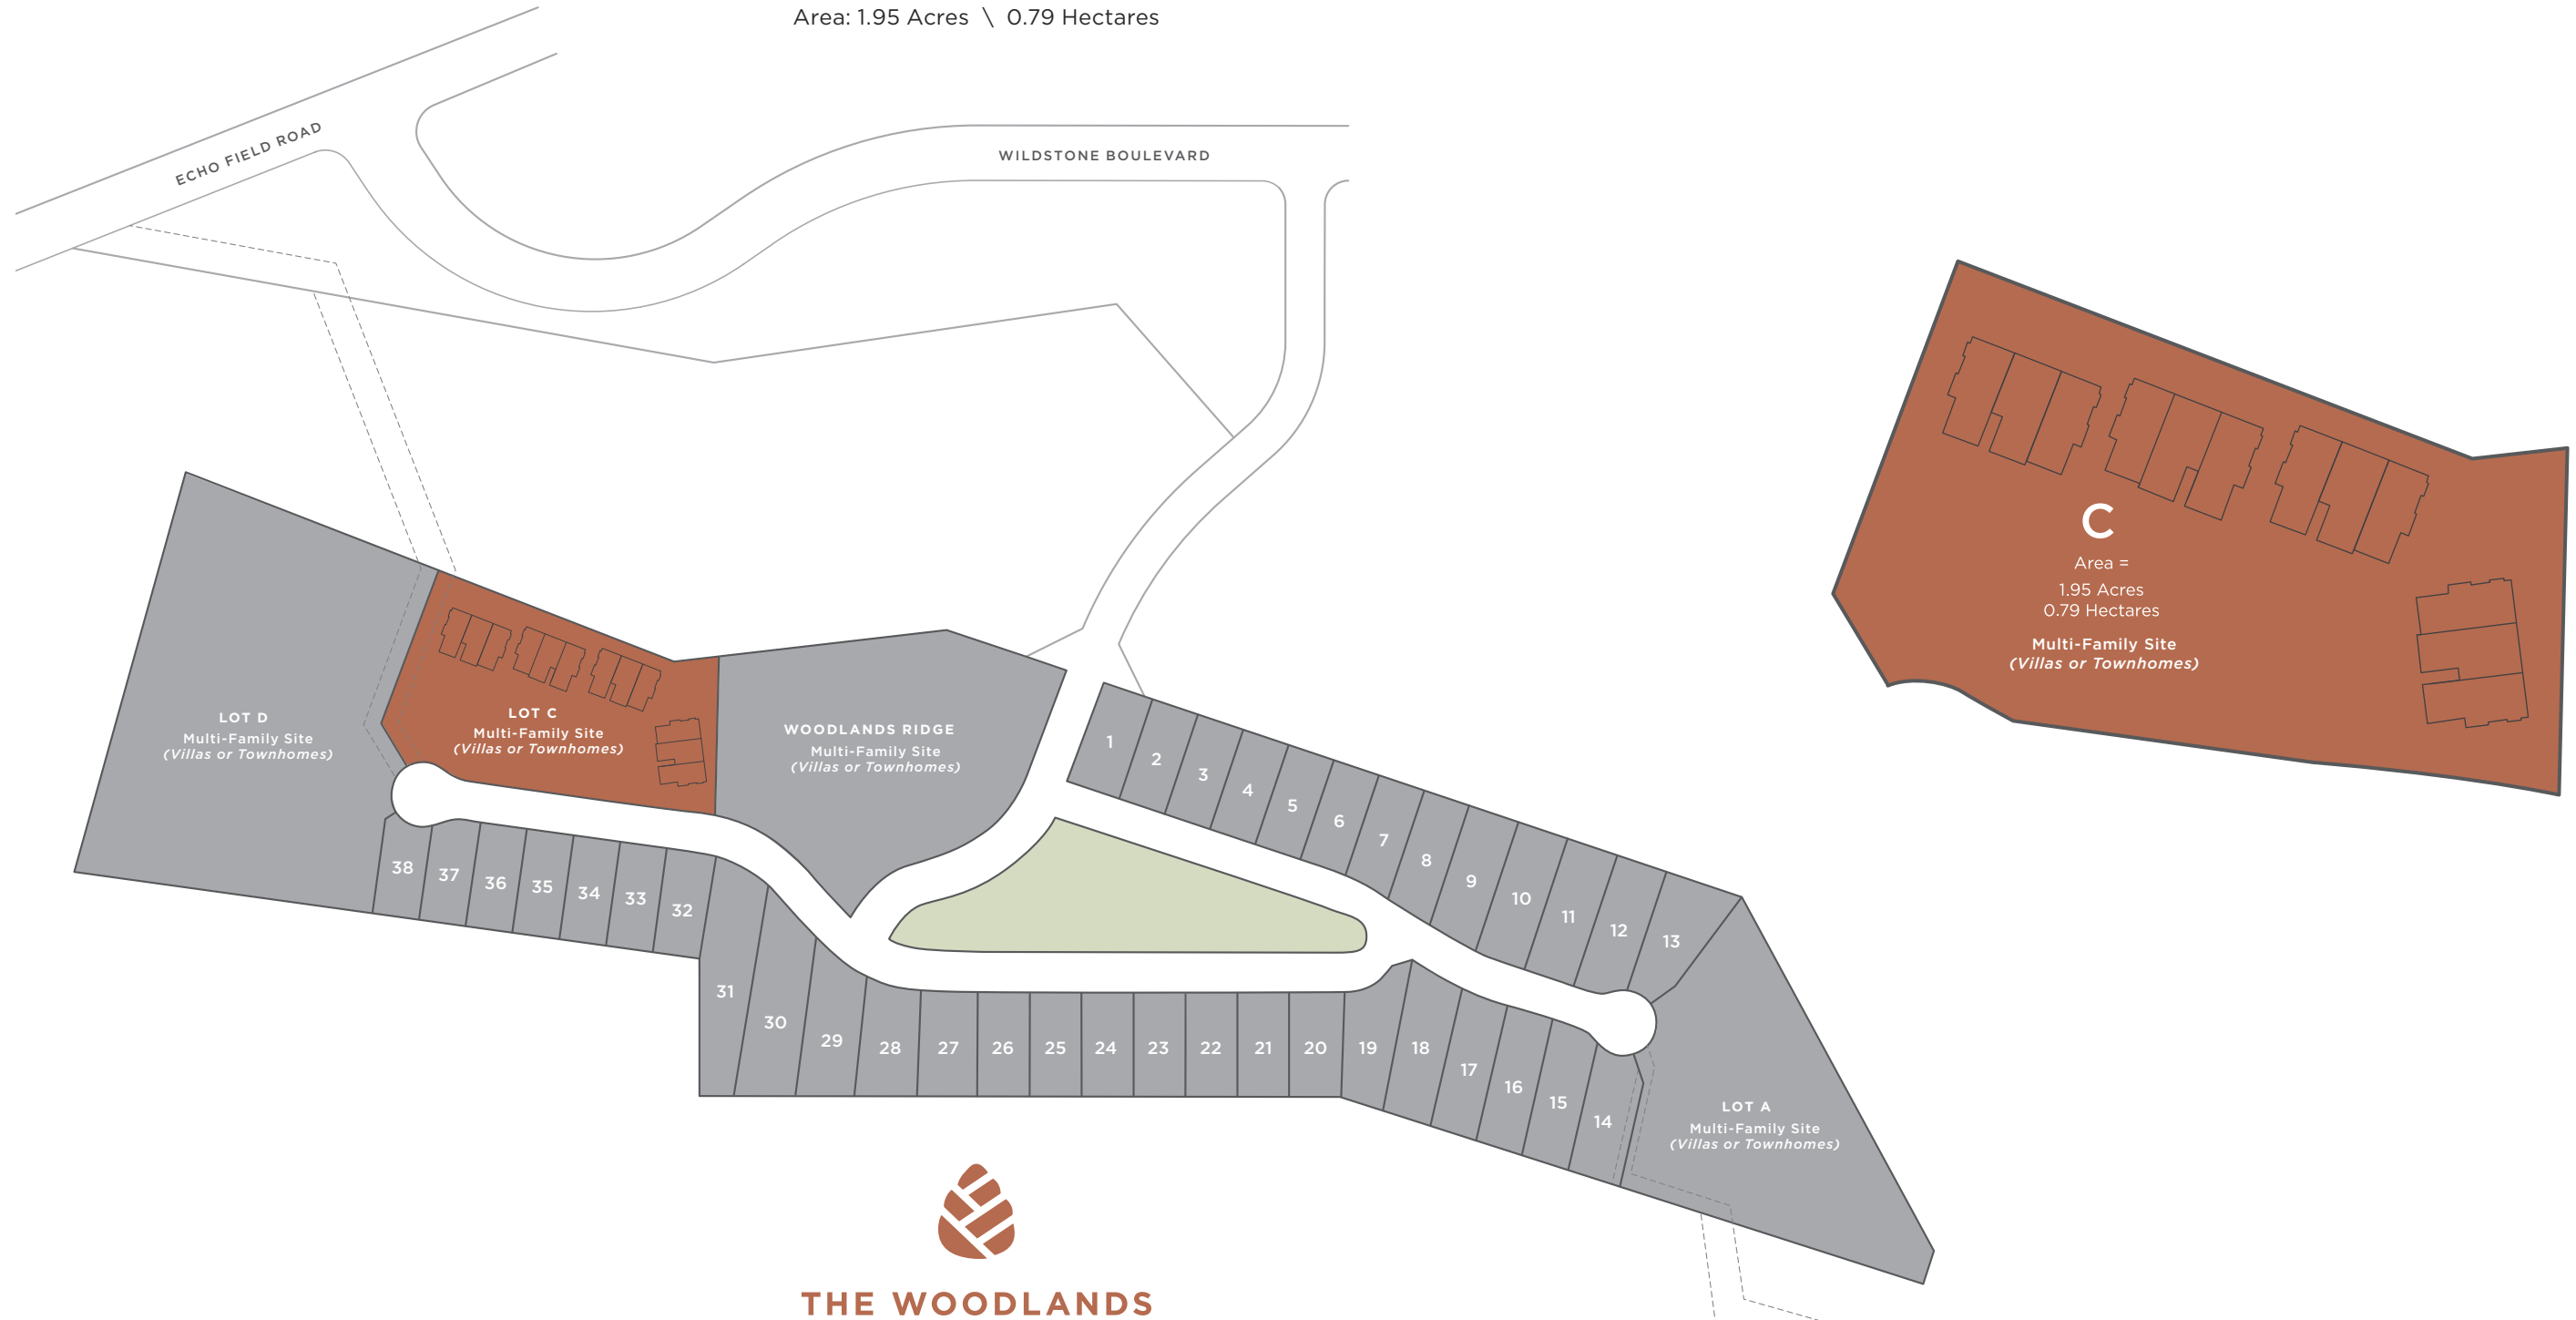 Area: 1.95 Acres \ 0.79 Hectares
ECHO FIELD ROAD
WILDSTONE BOULEVARD
C
Area =
1.95 Acres
0.79 Hectares
Multi-Family Site
(Villas or Townhomes)
LOT D
Multi-Family Site
(Villas or Townhomes)
LOT C
Multi-Family Site
(Villas or Townhomes)
WOODLANDS RIDGE
Multi-Family Site
(Villas or Townhomes)
1
2
3
4
5
6
7
8
9
10
11
12
13
38
37
36
35
34
33
32
31
30
29
28
27
26
25
24
23
22
21
20
19
18
17
16
15
14
LOT A
Multi-Family Site
(Villas or Townhomes)
THE WOODLANDS